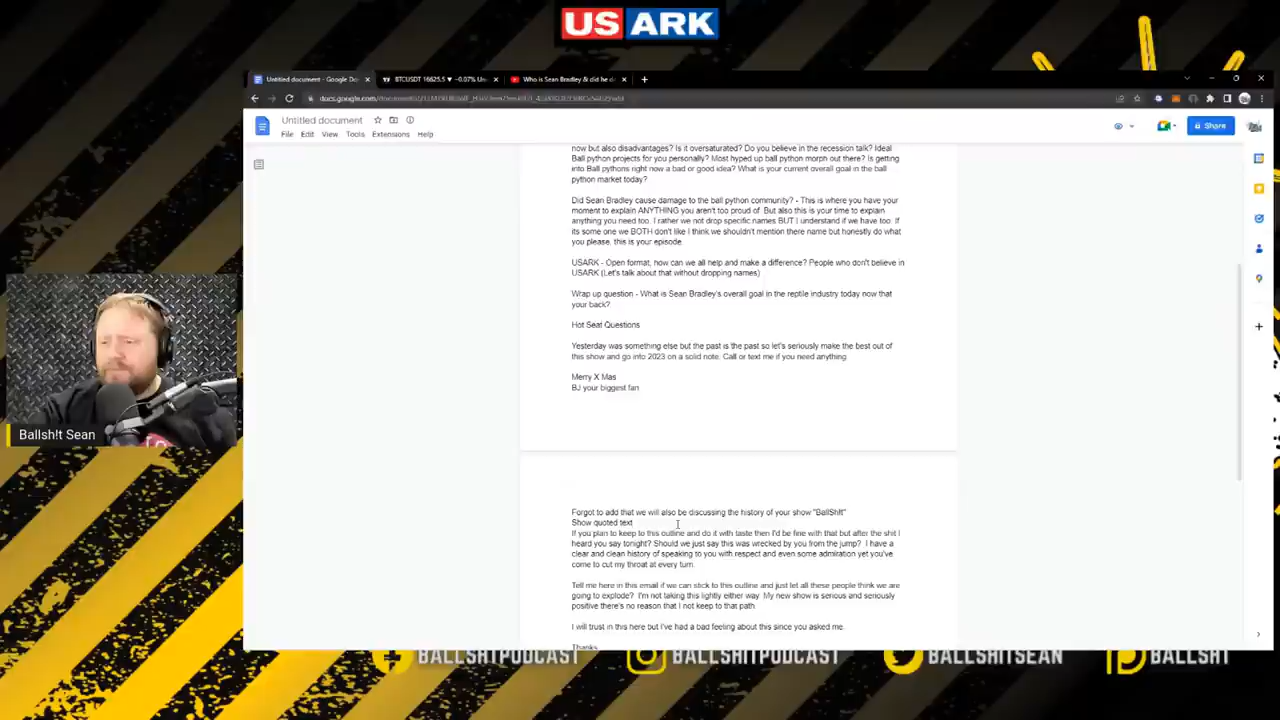 US ARK
Untitled document - Google Do
BTCUSDT 16625.5 ▼ −0.07% Un
Who is Sean Bradley & did he d
Untitled document
File Edit View Tools Extensions Help
Share
now but also disadvantages? Is it oversaturated? Do you believe in the recession talk? Ideal
Ball python projects for you personally? Most hyped up ball python morph out there? Is getting
into Ball pythons right now a bad or good idea? What is your current overall goal in the ball
python market today?
Did Sean Bradley cause damage to the ball python community? - This is where you have your
moment to explain ANYTHING you aren't too proud of. But also this is your time to explain
anything you need too. I rather we not drop specific names BUT I understand if we have too. If
its some one we BOTH don't like I think we shouldn't mention there name but honestly do what
you please, this is your episode.
USARK - Open format, how can we all help and make a difference? People who don't believe in
USARK (Let's talk about that without dropping names)
Wrap up question - What is Sean Bradley's overall goal in the reptile industry today now that
your back?
Hot Seat Questions
Yesterday was something else but the past is the past so let's seriously make the best out of
this show and go into 2023 on a solid note. Call or text me if you need anything
Merry X Mas
BJ your biggest fan
Ballsh!t Sean
Forgot to add that we will also be discussing the history of your show "BallSh!t"
Show quoted text
If you plan to keep to this outline and do it with taste then I'd be fine with that but after the shit I
heard you say tonight? Should we just say this was wrecked by you from the jump? I have a
clear and clean history of speaking to you with respect and even some admiration yet you've
come to cut my throat at every turn.
Tell me here in this email if we can stick to this outline and just let all these people think we are
going to explode? I'm not taking this lightly either way. My new show is serious and seriously
positive there's no reason that I not keep to that path.
I will trust in this here but I've had a bad feeling about this since you asked me.
Thanks
BALLSH!TPODCAST BALLSH!TPODCAST BALLSH!TSEAN BALLSH!T